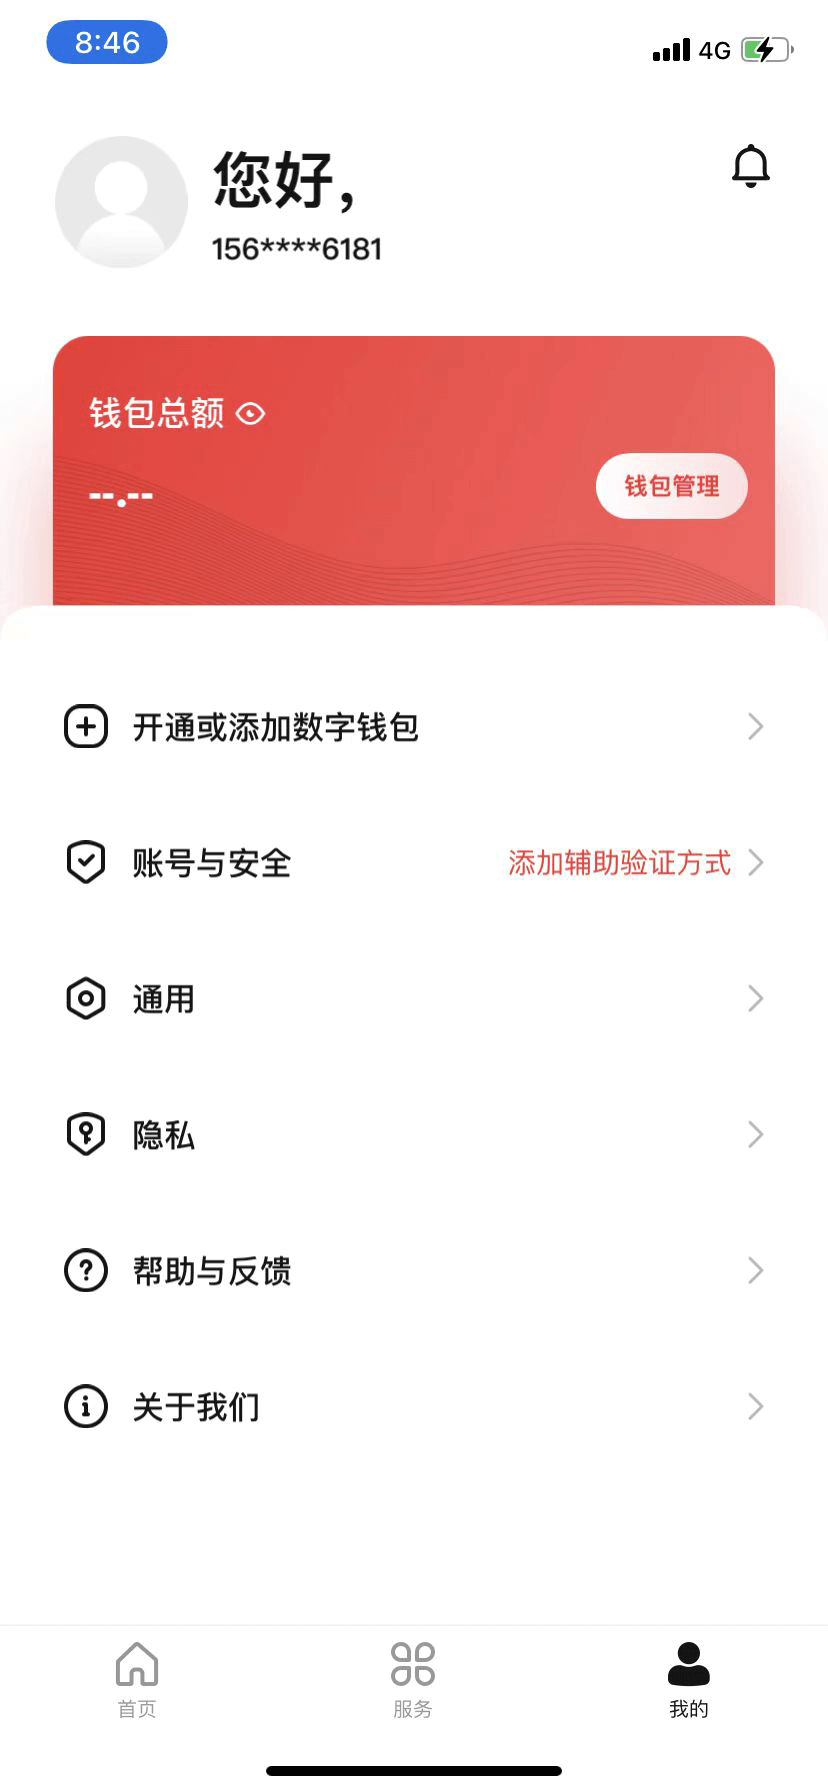 8:46
4G
您好，
156****6181
钱包总额
--.--
钱包管理
开通或添加数字钱包
账号与安全
添加辅助验证方式
通用
隐私
帮助与反馈
关于我们
首页
服务
我的